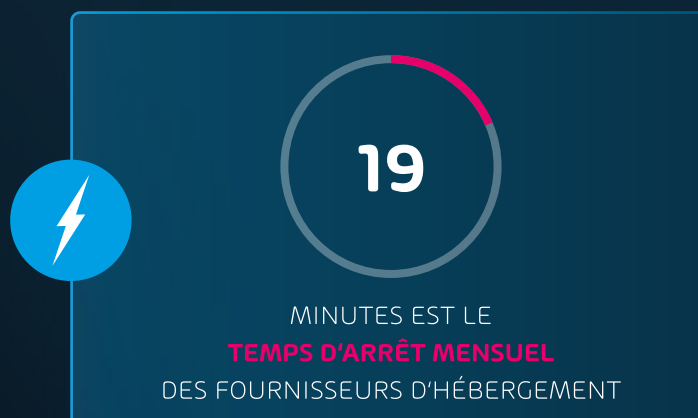 19
MINUTES EST LE
TEMPS D'ARRÊT MENSUEL
DES FOURNISSEURS D'HÉBERGEMENT